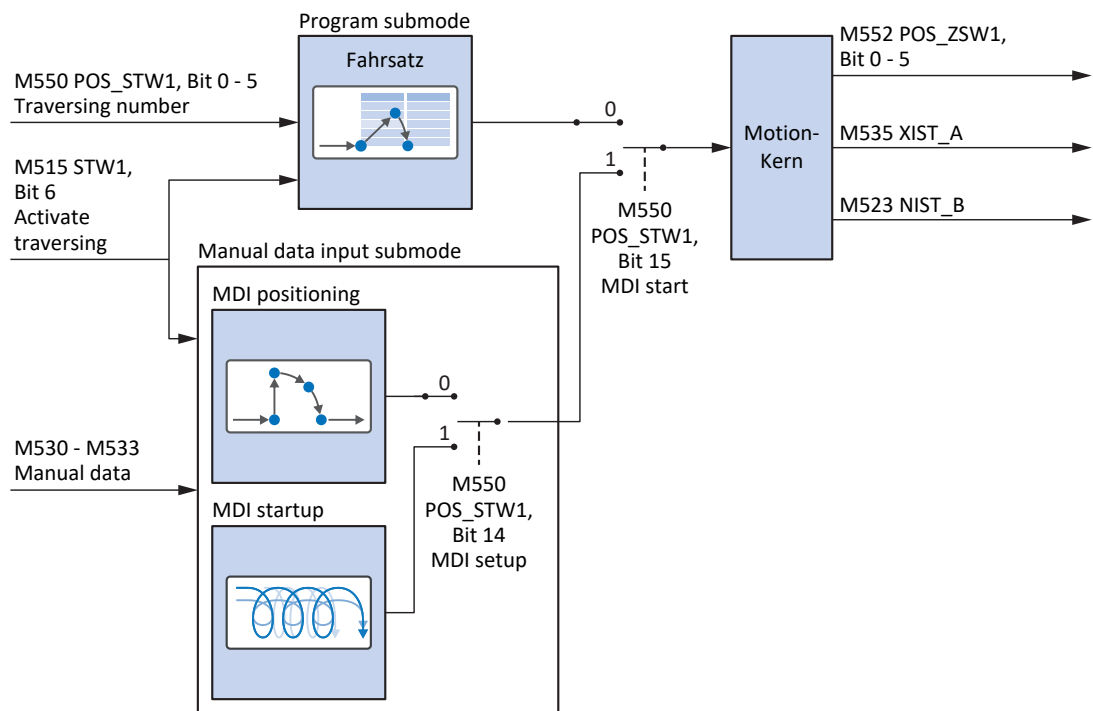 Program submode
Fahrsatz
M550 POS_STW1, Bit 0 - 5
Traversing number
M515 STW1,
Bit 6
Activate
traversing
0
1
M550
POS_STW1,
Bit 15
MDI start
Motion-
Kern
M552 POS_ZSW1,
Bit 0 - 5
M535 XIST_A
M523 NIST_B
Manual data input submode
MDI positioning
0
1
M550
POS_STW1,
Bit 14
MDI setup
M530 - M533
Manual data
MDI startup